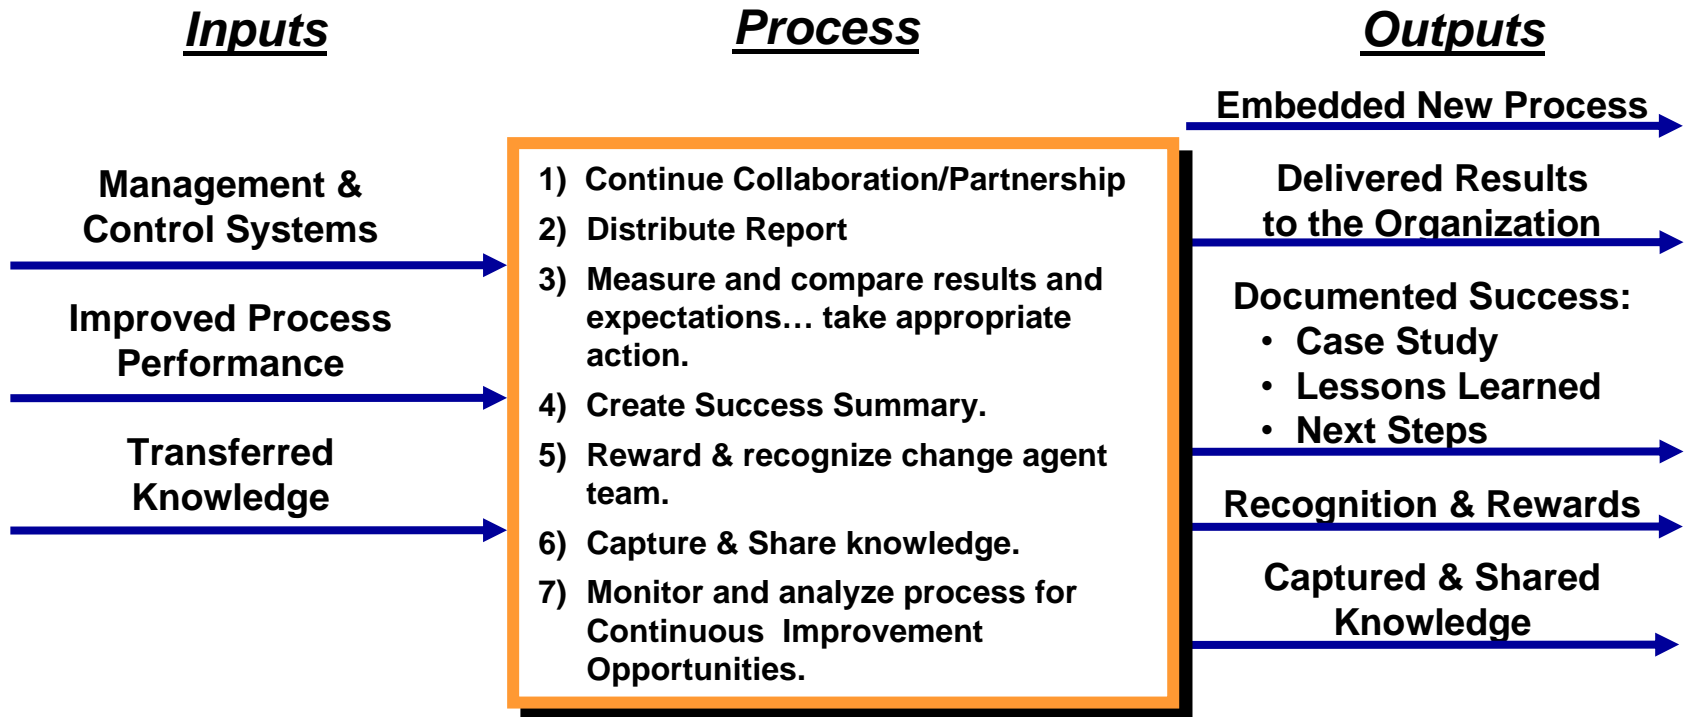 Inputs
Process
Outputs
Management &
Control Systems
Improved Process
Performance
Transferred
Knowledge
1) Continue Collaboration/Partnership
2) Distribute Report
3) Measure and compare results and
expectations… take appropriate
action.
4) Create Success Summary.
5) Reward & recognize change agent
team.
6) Capture & Share knowledge.
7) Monitor and analyze process for
Continuous Improvement
Opportunities.
Embedded New Process
Delivered Results
to the Organization
Documented Success:
• Case Study
• Lessons Learned
• Next Steps
Recognition & Rewards
Captured & Shared
Knowledge